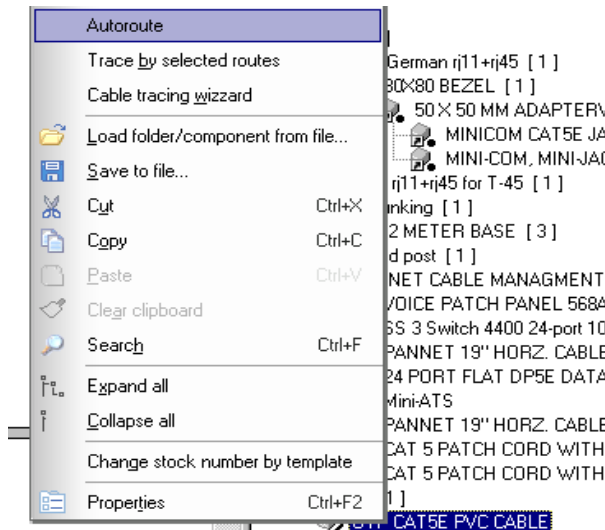 Autoroute
Trace by selected routes
Cable tracing wizzard
Load folder/component from file...
Save to file...
Cut Ctrl+X
Copy Ctrl+C
Paste Ctrl+V
Clear clipboard
Search Ctrl+F
Expand all
Collapse all
Change stock number by template
Properties Ctrl+F2
]
German rj11+rj45 [ 1 ]
80X80 BEZEL [ 1 ]
50 X 50 MM ADAPTER
MINICOM CAT5E
MINI-COM, MINI-JAC
rj11+rj45 for T-45 [ 1 ]
nking [ 1 ]
2 METER BASE [ 3 ]
d post [ 1 ]
NET CABLE MANAGMENT
VOICE PATCH PANEL 568A
SS 3 Switch 4400 24-port 10
PANNET 19'' HORZ. CABLE
24 PORT FLAT DP5E DATA
Mini-ATS
PANNET 19'' HORZ. CABLE
CAT 5 PATCH CORD WITH
CAT 5 PATCH CORD WITH
1 ]
CAT5E PVC CABLE